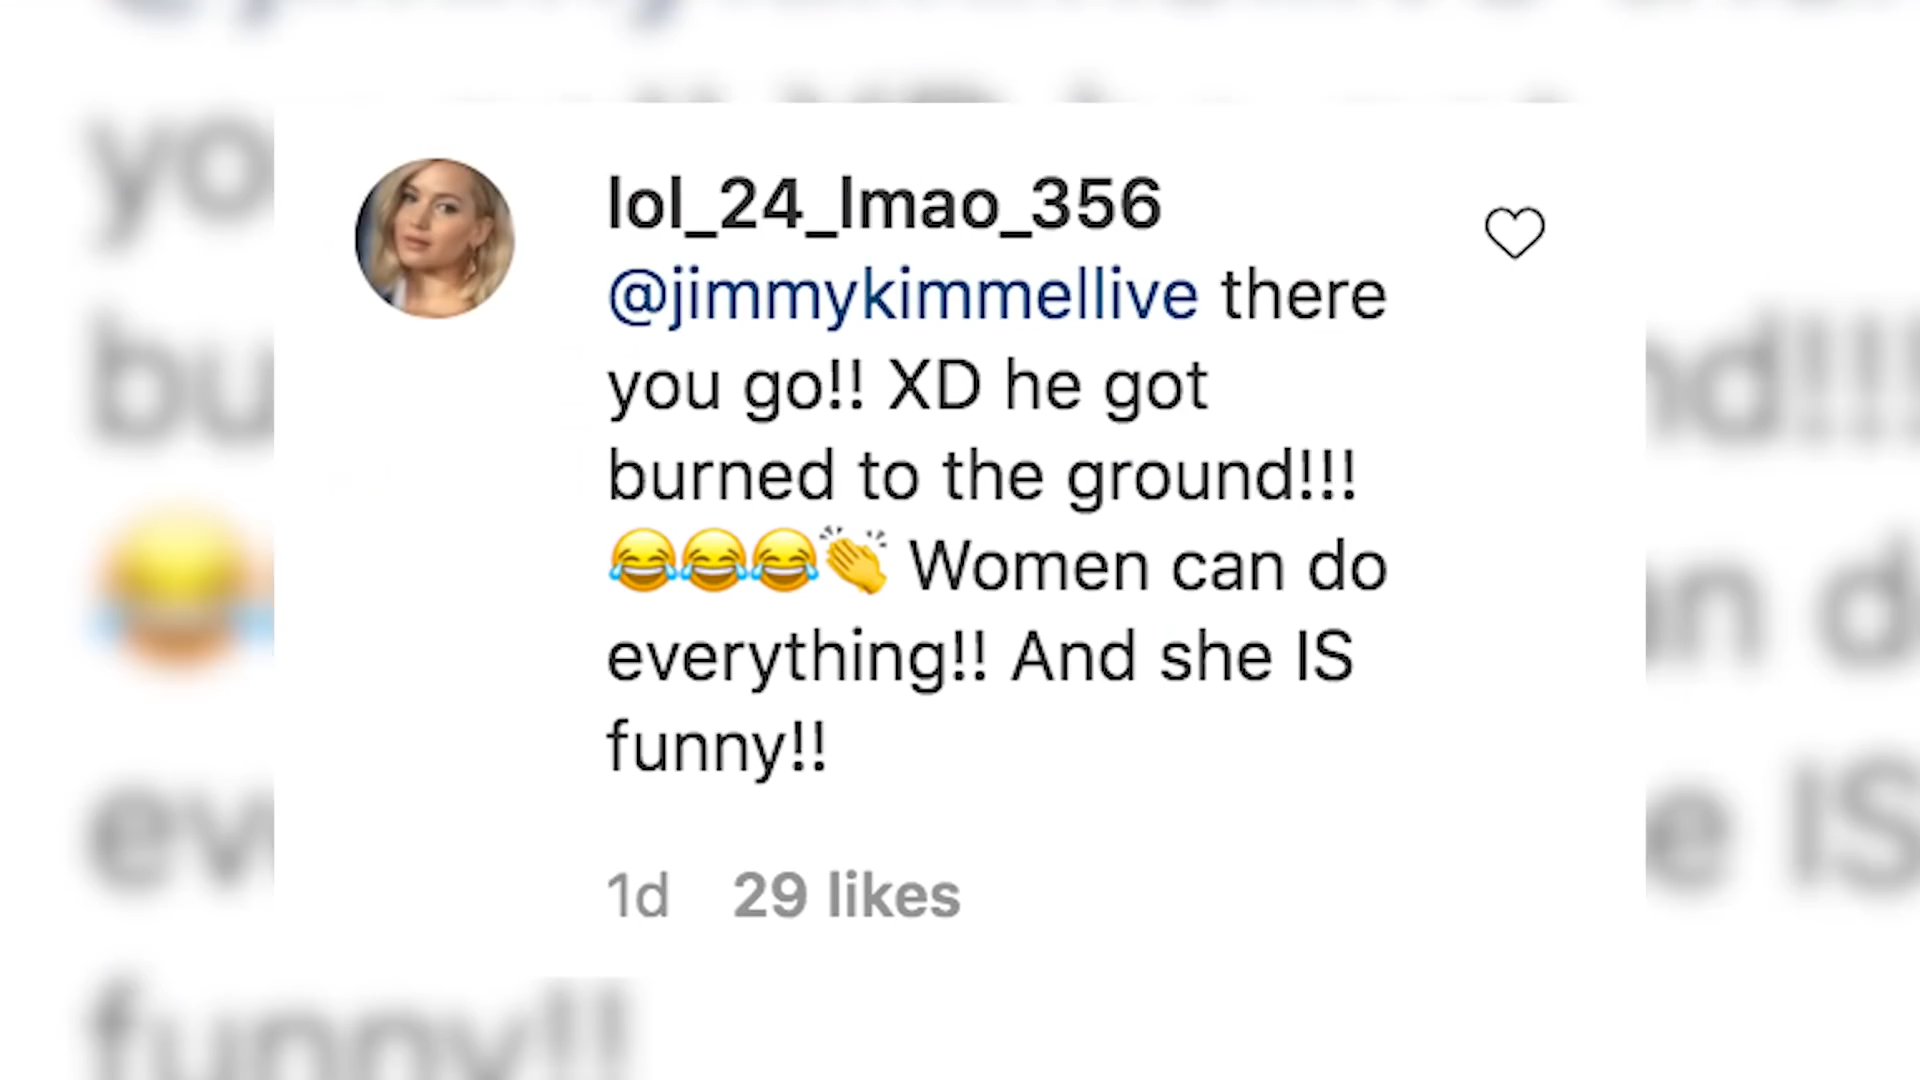 lol_24_lmao_356
@jimmykimmellive there
you go!! XD he got
burned to the ground!!!
😂😂😂👏 Women can do
everything!! And she IS
funny!!
1d 29 likes